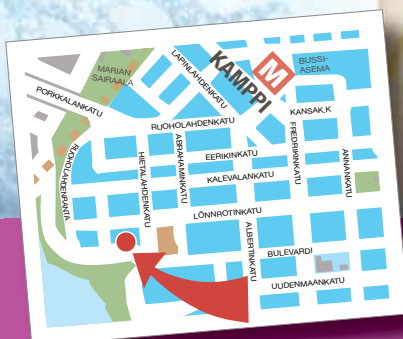 MARIAN
SAIRAALA
LAPINLAHDENKATU
KAMPPI
M
BUSSI-
ASEMA
PORKKALANKATU
RUOHOLAHDENKATU
KANSAK.K
RUOHOLAHDENRANTA
HIETALAHDENKATU
ABRAHAMINKATU
EERIKINKATU
FREDRIKINKATU
ANNANKATU
KALEVALANKATU
LÖNNROTINKATU
ALBERTINKATU
BULEVARDI
UUDENMAANKATU